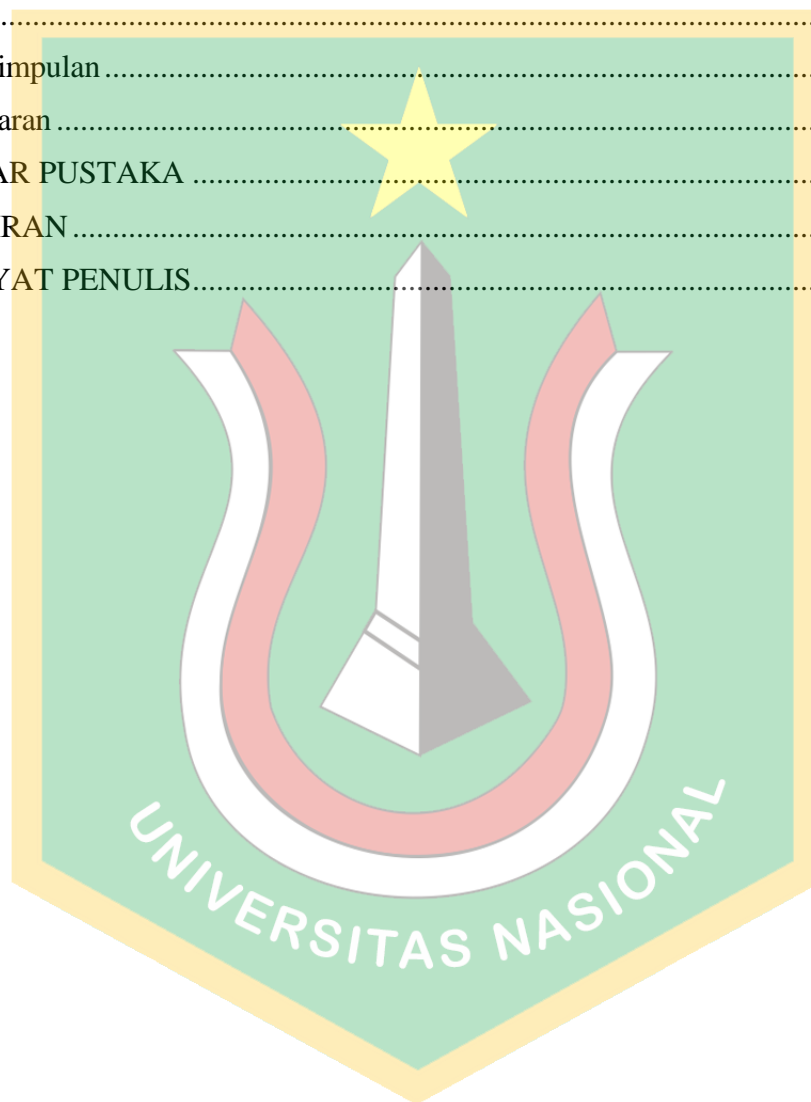 ..........
impulan ..........
aran ..........
AR PUSTAKA ..........
RAN ..........
YAT PENULIS ..........
UNIVERSITAS NASIONAL